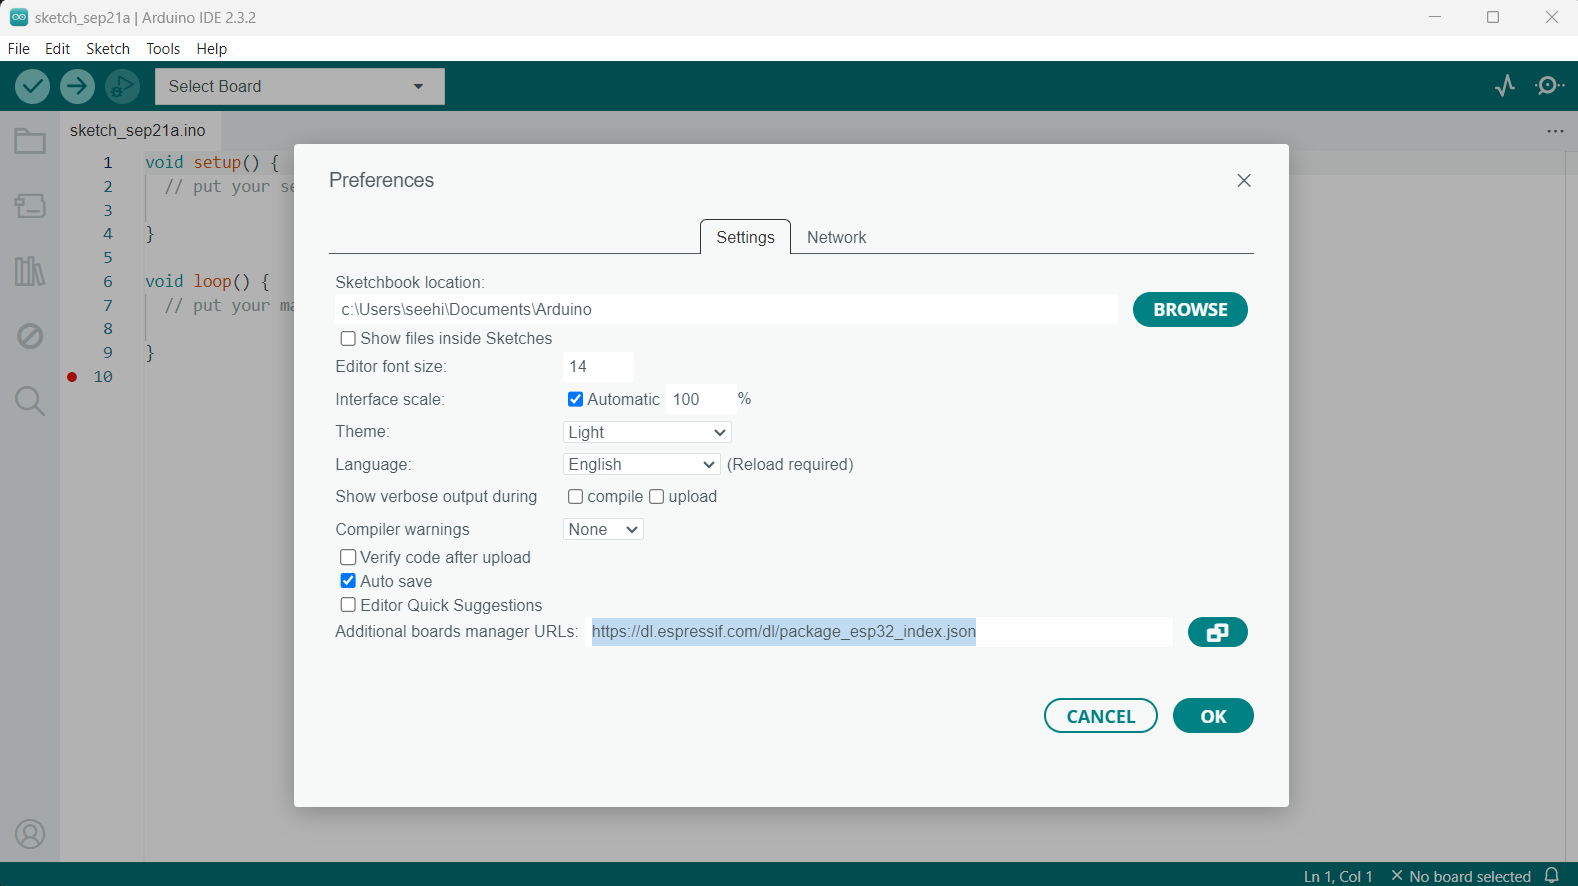 sketch_sep21a | Arduino IDE 2.3.2
File Edit Sketch Tools Help
Select Board
sketch_sep21a.ino
1 void setup() {
2 // put your se
3
4 }
5
6 void loop() {
7 // put your ma
8
9 }
10
Preferences
Settings Network
Sketchbook location:
c:\Users\seehi\Documents\Arduino BROWSE
Show files inside Sketches
Editor font size: 14
Interface scale: Automatic 100 %
Theme: Light
Language: English (Reload required)
Show verbose output during compile upload
Compiler warnings None
Verify code after upload
Auto save
Editor Quick Suggestions
Additional boards manager URLs: https://dl.espressif.com/dl/package_esp32_index.json
CANCEL OK
Ln 1, Col 1 No board selected